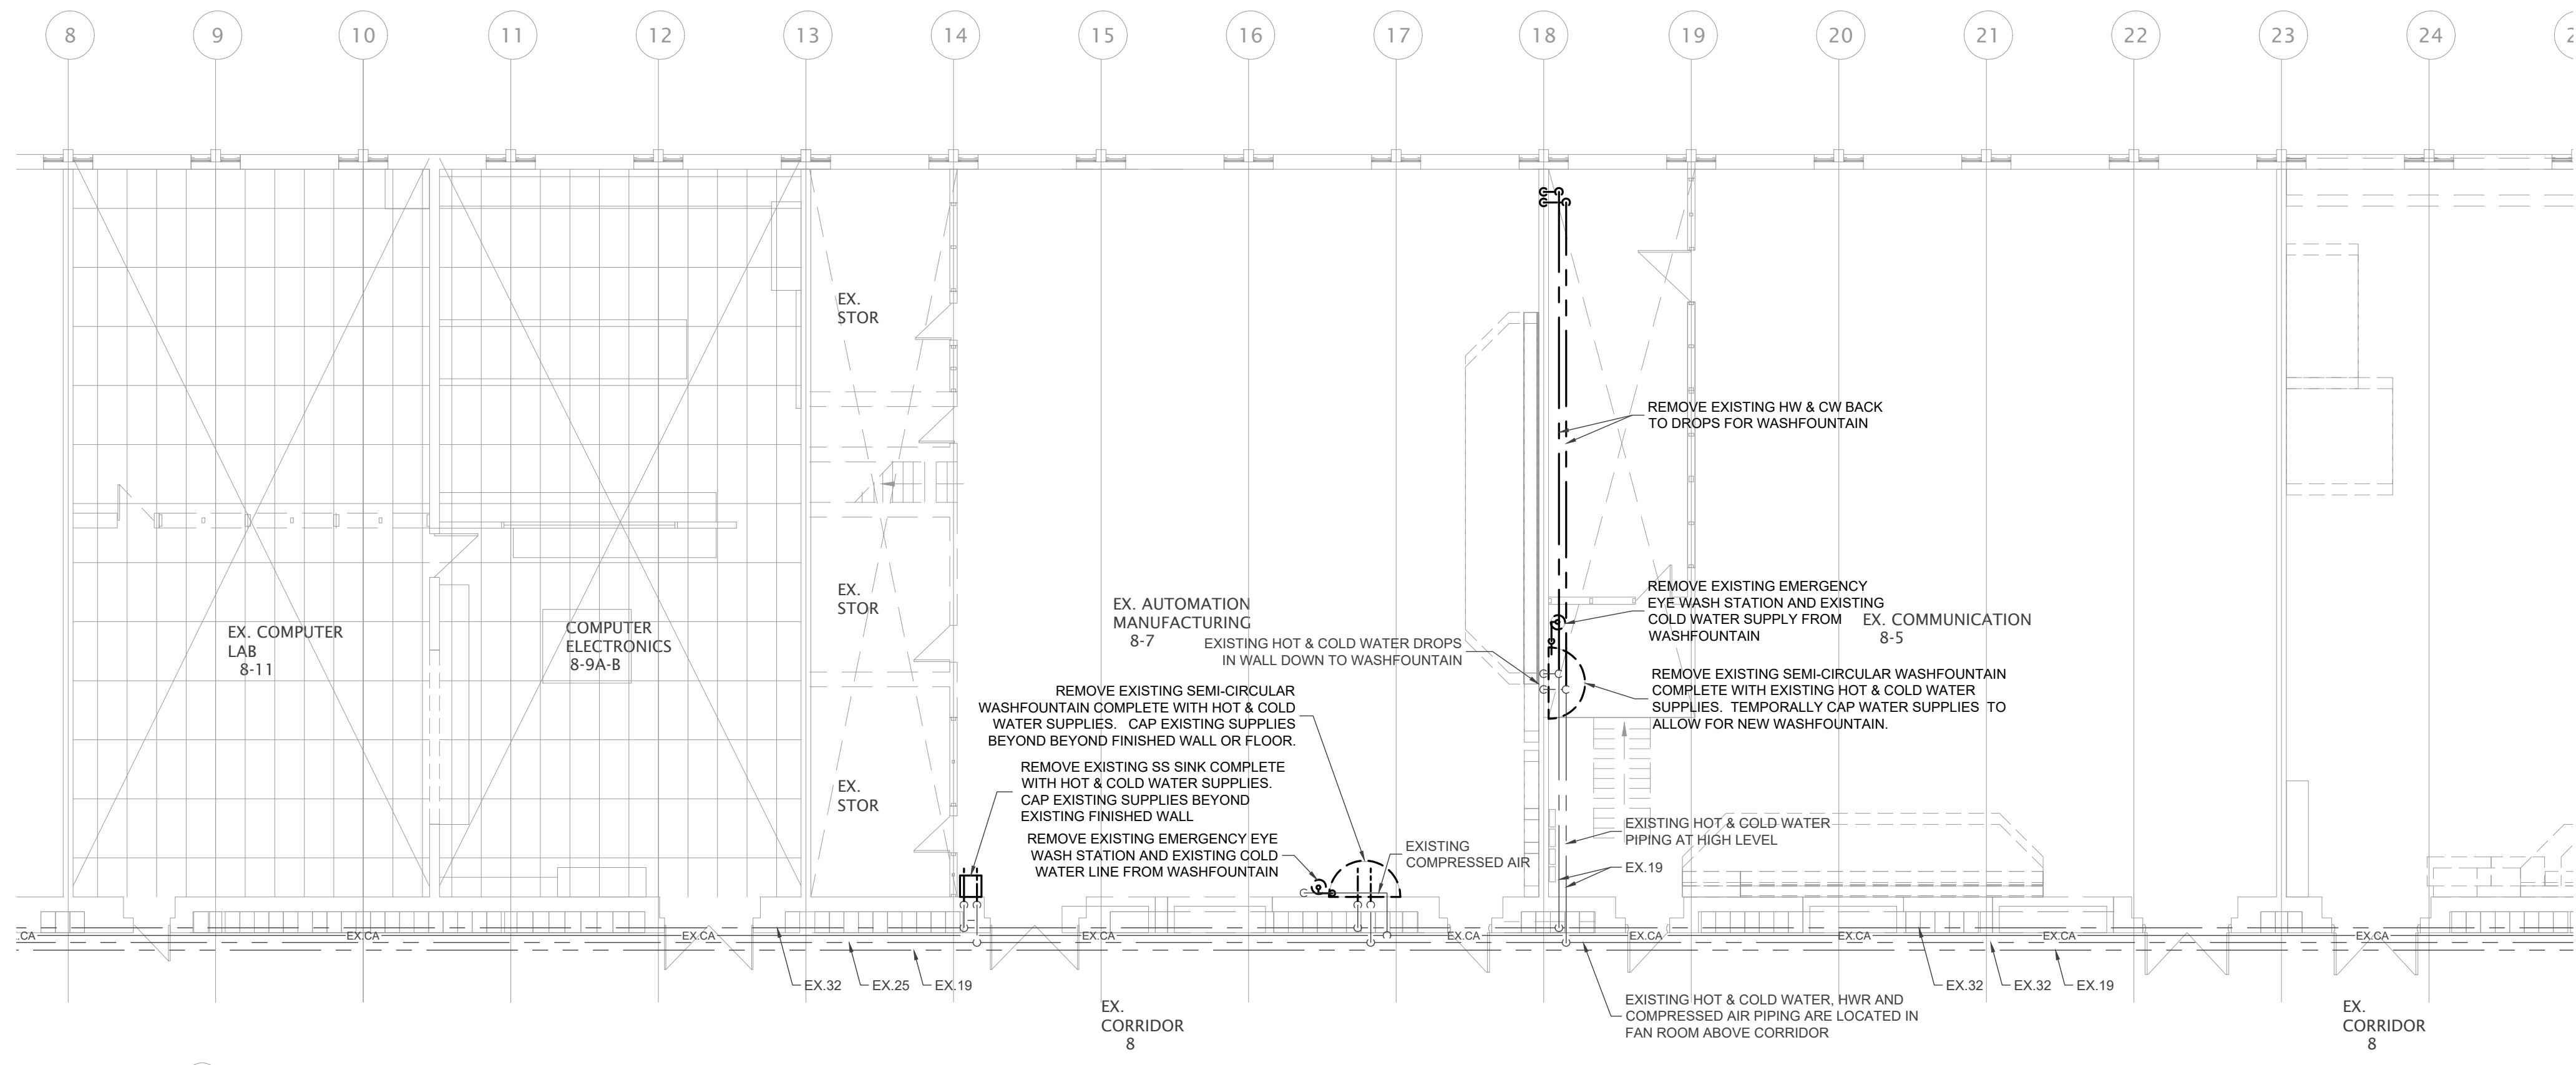 8 9 10 11 12 13 14 15 16 17 18 19 20 21 22 23 24
EX.
STOR
REMOVE EXISTING HW & CW BACK
TO DROPS FOR WASHFOUNTAIN
EX.
STOR
EX. AUTOMATION
MANUFACTURING
8-7
EXISTING HOT & COLD WATER DROPS
IN WALL DOWN TO WASHFOUNTAIN
REMOVE EXISTING EMERGENCY
EYE WASH STATION AND EXISTING
COLD WATER SUPPLY FROM
WASHFOUNTAIN
EX. COMMUNICATION
8-5
EX. COMPUTER
LAB
8-11
COMPUTER
ELECTRONICS
8-9A-B
REMOVE EXISTING SEMI-CIRCULAR WASHFOUNTAIN
COMPLETE WITH EXISTING HOT & COLD WATER
SUPPLIES. TEMPORALLY CAP WATER SUPPLIES TO
ALLOW FOR NEW WASHFOUNTAIN.
REMOVE EXISTING SEMI-CIRCULAR
WASHFOUNTAIN COMPLETE WITH HOT & COLD
WATER SUPPLIES. CAP EXISTING SUPPLIES
BEYOND BEYOND FINISHED WALL OR FLOOR.
REMOVE EXISTING SS SINK COMPLETE
WITH HOT & COLD WATER SUPPLIES.
CAP EXISTING SUPPLIES BEYOND
EXISTING FINISHED WALL
EX.
STOR
REMOVE EXISTING EMERGENCY EYE
WASH STATION AND EXISTING COLD
WATER LINE FROM WASHFOUNTAIN
EXISTING
COMPRESSED AIR
EXISTING HOT & COLD WATER
PIPING AT HIGH LEVEL
EX.19
.CA EX.CA EX.CA EX.CA EX.CA EX.CA EX.CA EX.CA EX.CA
EX.32 EX.25 EX.19
EX.32 EX.32 EX.19
EXISTING HOT & COLD WATER, HWR AND
COMPRESSED AIR PIPING ARE LOCATED IN
FAN ROOM ABOVE CORRIDOR
EX.
CORRIDOR
8
EX.
CORRIDOR
8